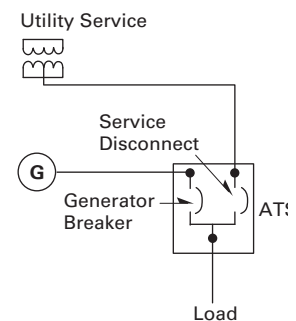 Utility Service
Service
Disconnect
G
Generator
Breaker
ATS
Load